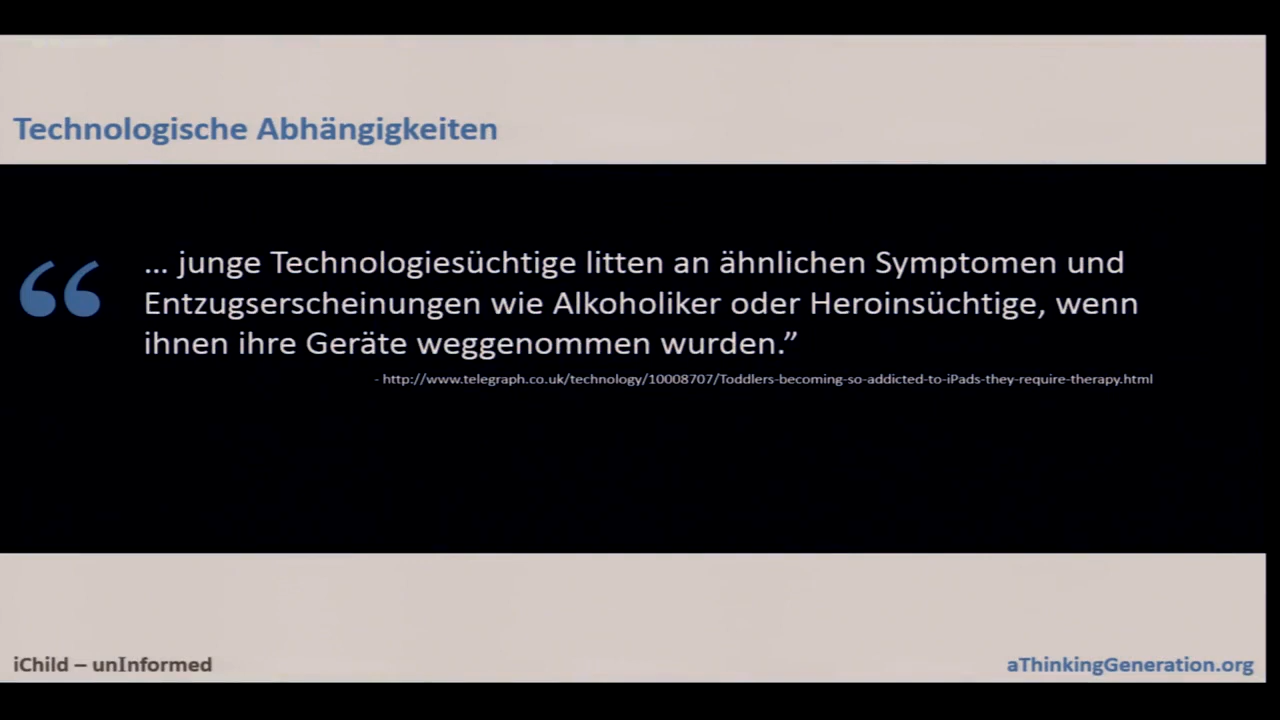 Technologische Abhängigkeiten
“
... junge Technologiesüchtige litten an ähnlichen Symptomen und
Entzugserscheinungen wie Alkoholiker oder Heroinsüchtige, wenn
ihnen ihre Geräte weggenommen wurden.”
- http://www.telegraph.co.uk/technology/10008707/Toddlers-becoming-so-addicted-to-iPads-they-require-therapy.html
iChild – unInformed
aThinkingGeneration.org